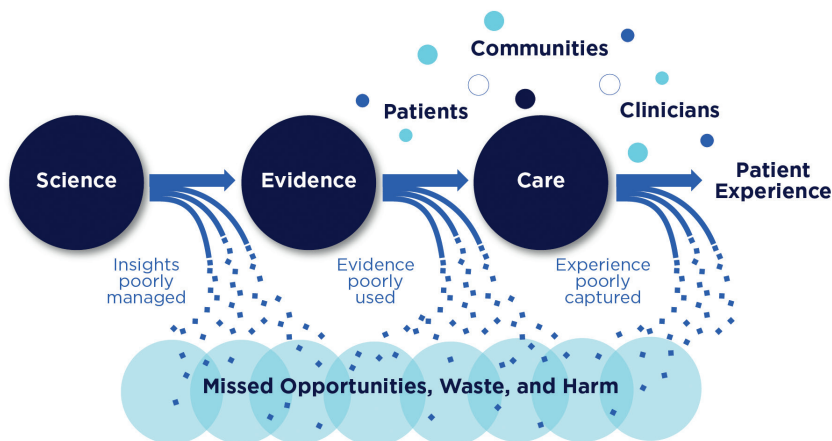 Communities
Patients
Clinicians
Science
Evidence
Care
Patient
Experience
Insights
poorly
managed
Evidence
poorly
used
Experience
poorly
captured
Missed Opportunities, Waste, and Harm